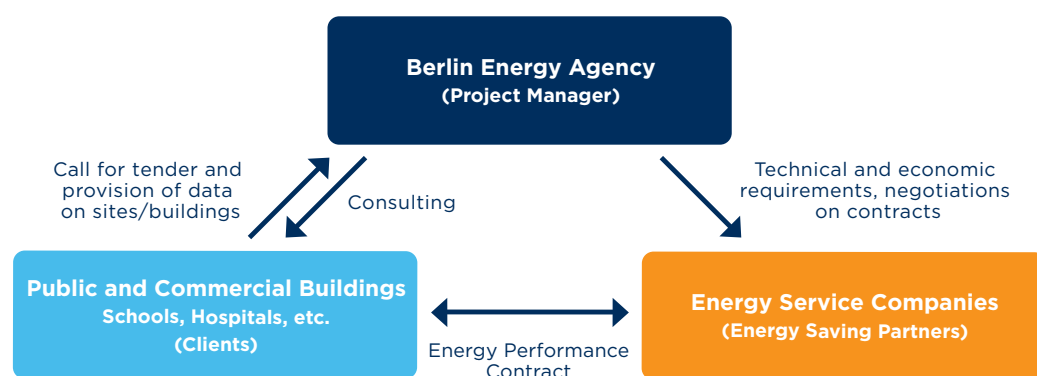 Berlin Energy Agency
(Project Manager)
Call for tender and
provision of data
on sites/buildings
Consulting
Technical and economic
requirements, negotiations
on contracts
Public and Commercial Buildings
Schools, Hospitals, etc.
(Clients)
Energy Performance
Contract
Energy Service Companies
(Energy Saving Partners)